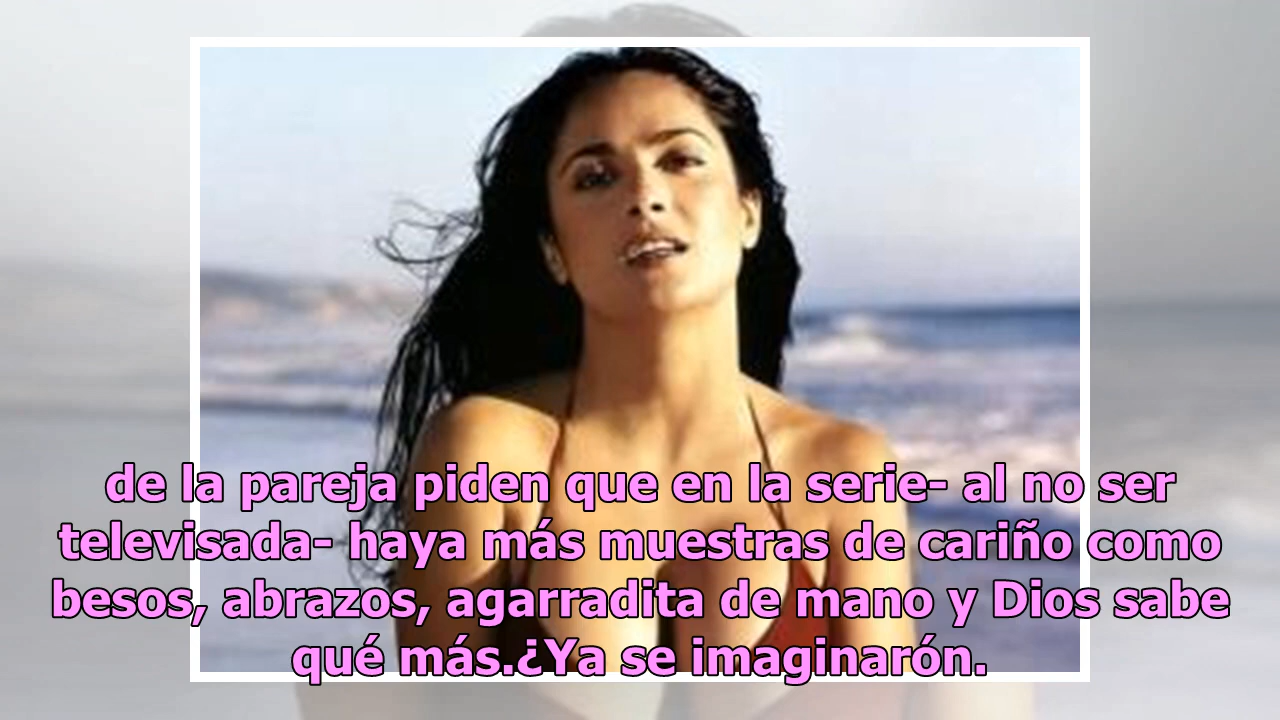 de la pareja piden que en la serie- al no ser
televisada- haya más muestras de cariño como
besos, abrazos, agarradita de mano y Dios sabe
qué más.¿Ya se imaginarón.